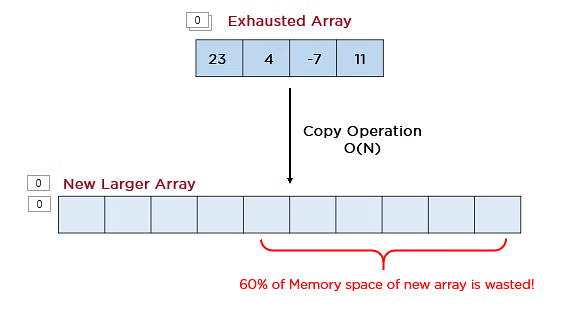 0
Exhausted Array
23 4 -7 11
Copy Operation
O(N)
0
New Larger Array
0
60% of Memory space of new array is wasted!